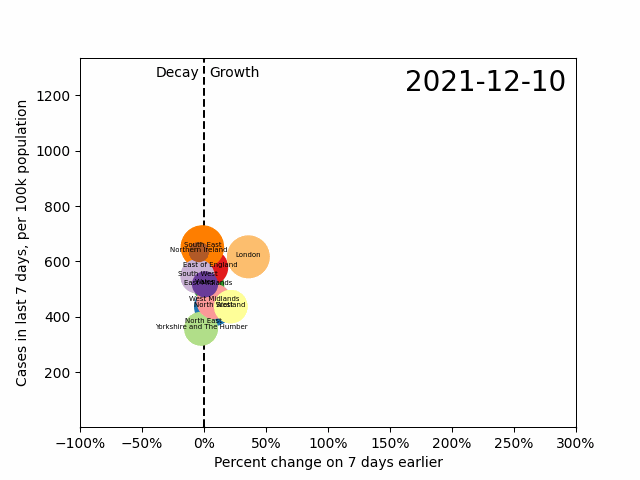 Decay Growth
2021-12-10
1200
1000
800
600
400
200
Cases in last 7 days, per 100k population
South East
Northern Ireland
London
East of England
South West
Wales
East Midlands
West Midlands
North West
Scotland
North East
Yorkshire and The Humber
−100% −50% 0% 50% 100% 150% 200% 250% 300%
Percent change on 7 days earlier